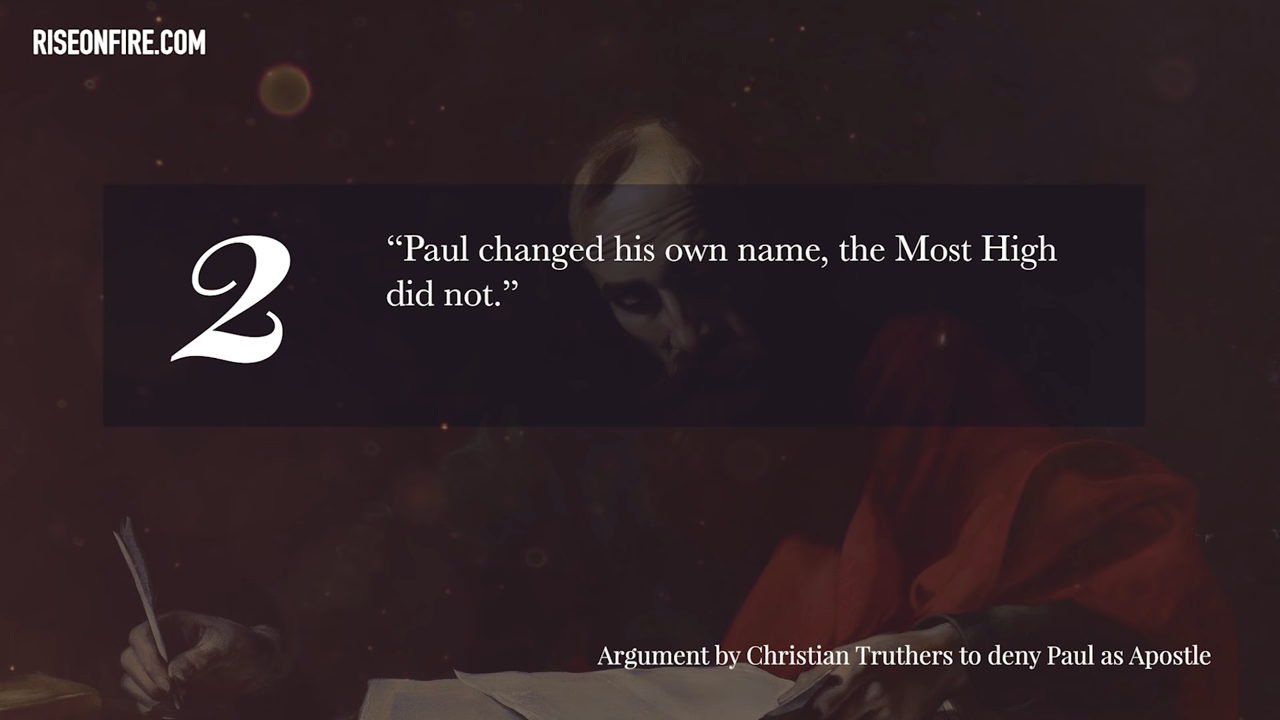 RISEONFIRE.COM
2
“Paul changed his own name, the Most High
did not.”
Argument by Christian Truthers to deny Paul as Apostle